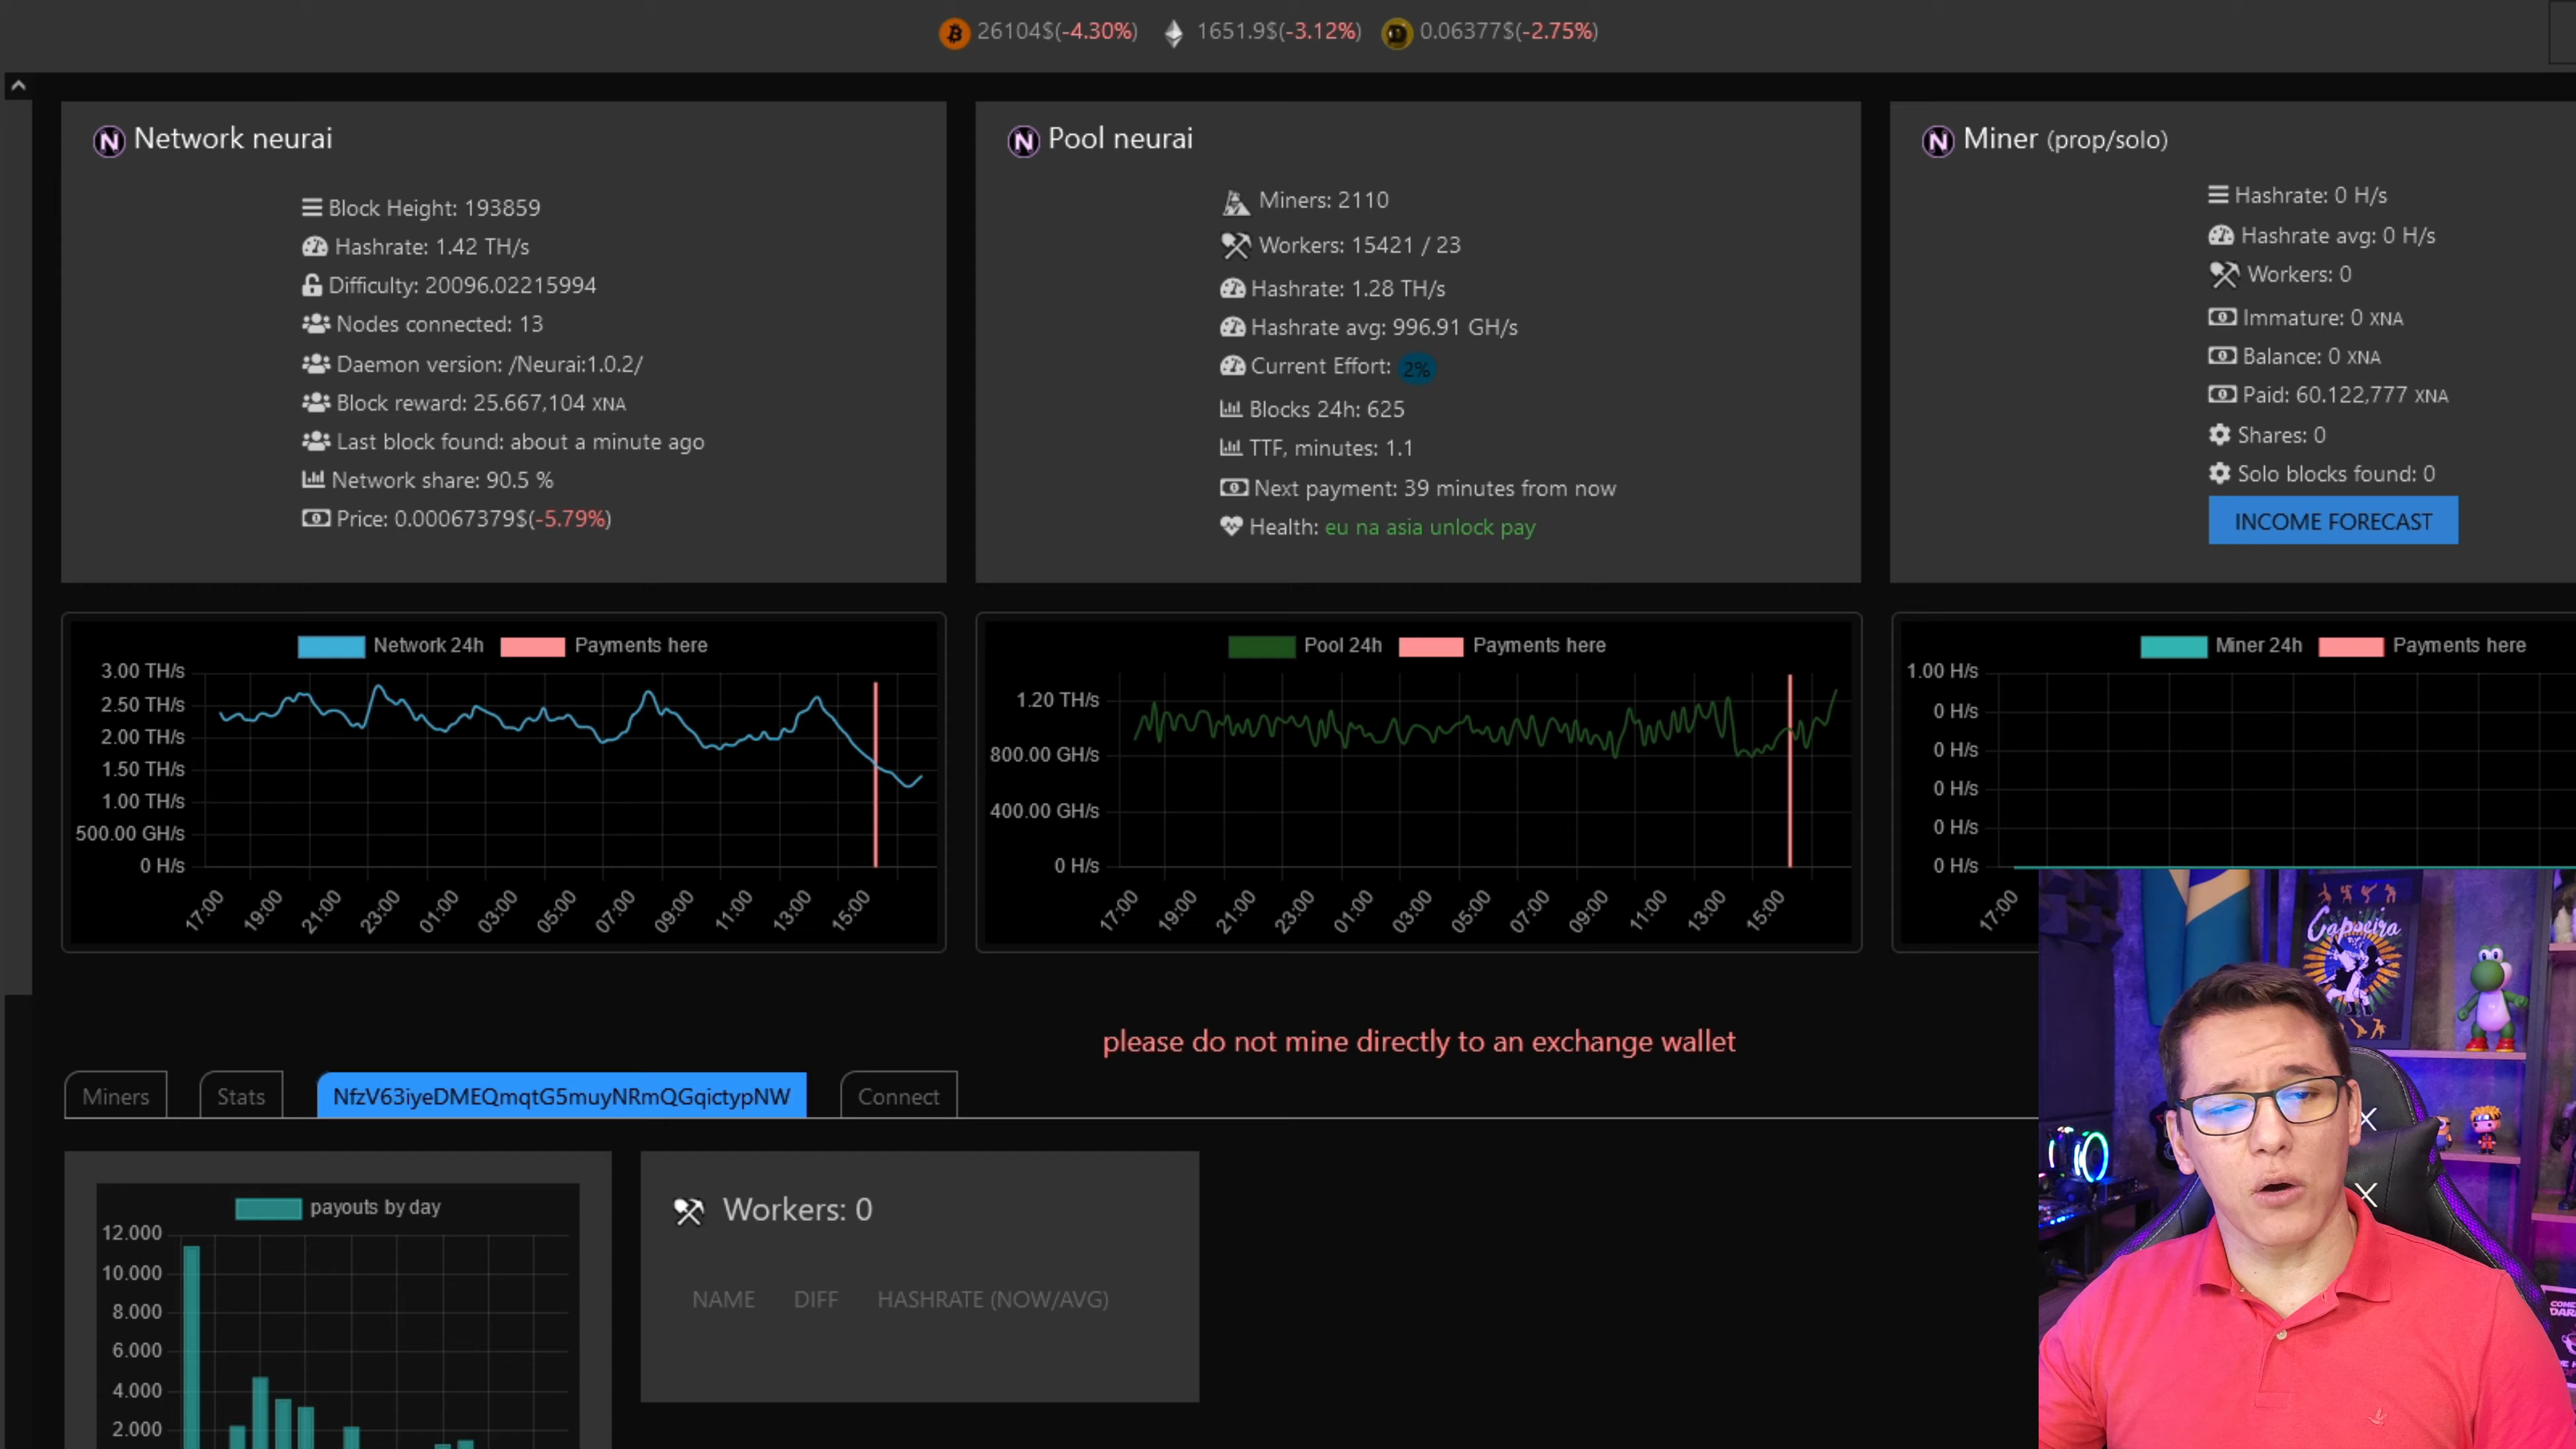 26104$(-4.30%) 1651.9$(-3.12%) 0.06377$(-2.75%)
Network neurai
Block Height: 193859
Hashrate: 1.42 TH/s
Difficulty: 20096.02215994
Nodes connected: 13
Daemon version: /Neurai:1.0.2/
Block reward: 25.667,104 XNA
Last block found: about a minute ago
Network share: 90.5 %
Price: 0.00067379$(-5.79%)
Pool neurai
Miners: 2110
Workers: 15421 / 23
Hashrate: 1.28 TH/s
Hashrate avg: 996.91 GH/s
Current Effort: 2%
Blocks 24h: 625
TTF, minutes: 1.1
Next payment: 39 minutes from now
Health: eu na asia unlock pay
Miner (prop/solo)
Hashrate: 0 H/s
Hashrate avg: 0 H/s
Workers: 0
Immature: 0 XNA
Balance: 0 XNA
Paid: 60.122,777 XNA
Shares: 0
Solo blocks found: 0
INCOME FORECAST
Network 24h Payments here
3.00 TH/s
2.50 TH/s
2.00 TH/s
1.50 TH/s
1.00 TH/s
500.00 GH/s
0 H/s
17:00 19:00 21:00 23:00 01:00 03:00 05:00 07:00 09:00 11:00 13:00 15:00
Pool 24h Payments here
1.20 TH/s
800.00 GH/s
400.00 GH/s
0 H/s
17:00 19:00 21:00 23:00 01:00 03:00 05:00 07:00 09:00 11:00 13:00 15:00
Miner 24h Payments here
1.00 H/s
0 H/s
0 H/s
0 H/s
0 H/s
0 H/s
17:00
Capoeira
please do not mine directly to an exchange wallet
Miners Stats NfzV63iyeDMEQmqtG5muyNRmQGqictypNW Connect
payouts by day
12.000
10.000
8.000
6.000
4.000
2.000
Workers: 0
NAME DIFF HASHRATE (NOW/AVG)